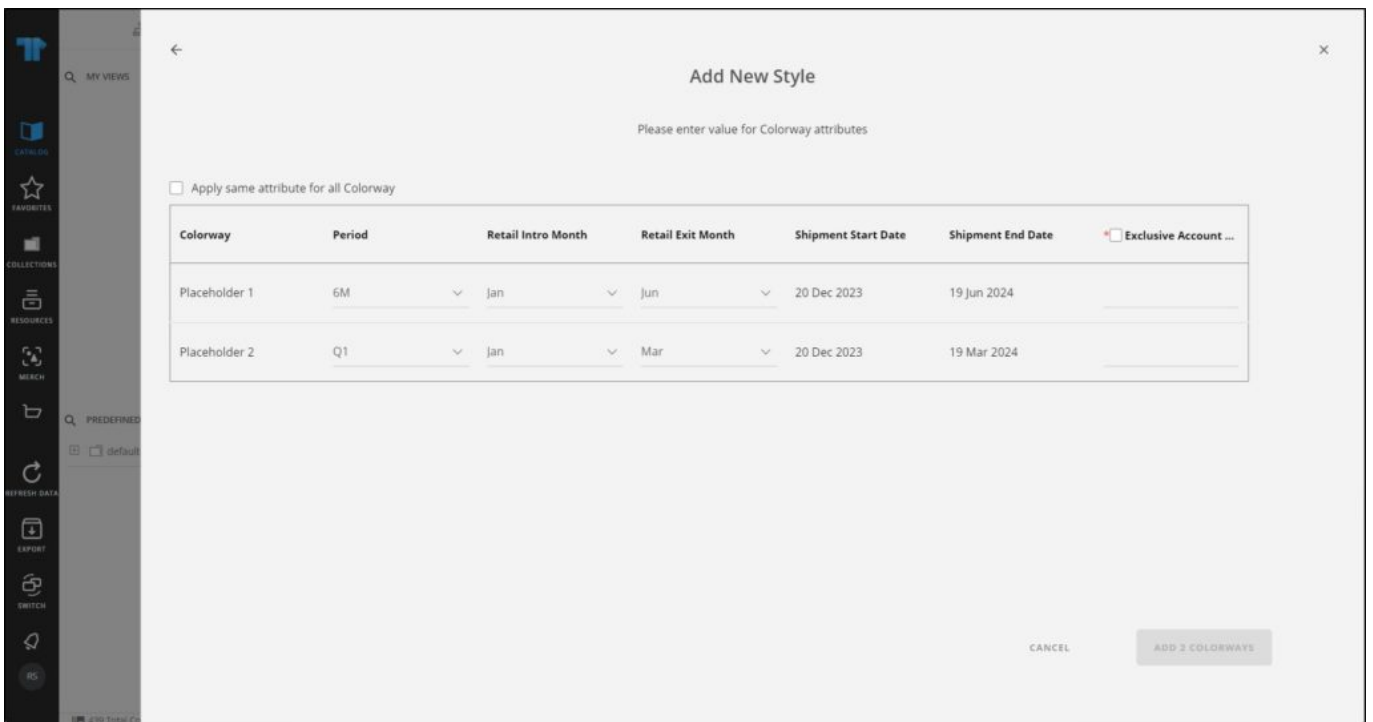 Add New Style
Please enter value for Colorway attributes
MY VIEWS
CATALOG
FAVORITES
COLLECTIONS
RESOURCES
MERCH
PREDEFINED
default
REFRESH DATA
EXPORT
SWITCH
RS
Apply same attribute for all Colorway
Colorway Period Retail Intro Month Retail Exit Month Shipment Start Date Shipment End Date *Exclusive Account ...
Placeholder 1 6M Jan Jun 20 Dec 2023 19 Jun 2024
Placeholder 2 Q1 Jan Mar 20 Dec 2023 19 Mar 2024
CANCEL ADD 2 COLORWAYS